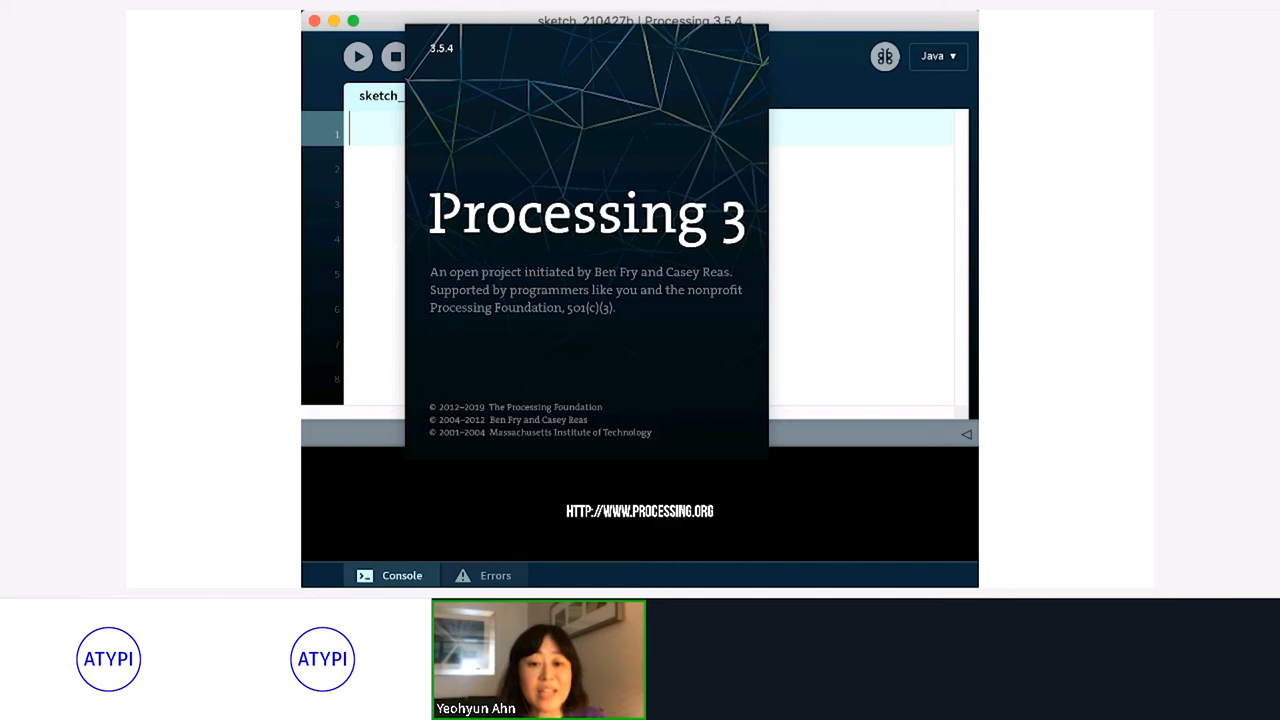 sketch_210427b | Processing 3.5.4
3.5.4
Java
sketch_
1
2
3
4
5
6
7
8
Processing 3
An open project initiated by Ben Fry and Casey Reas.
Supported by programmers like you and the nonprofit
Processing Foundation, 501(c)(3).
© 2012–2019 The Processing Foundation
© 2004–2012 Ben Fry and Casey Reas
© 2001–2004 Massachusetts Institute of Technology
HTTP://WWW.PROCESSING.ORG
Console
Errors
ATYPI
ATYPI
Yeohyun Ahn